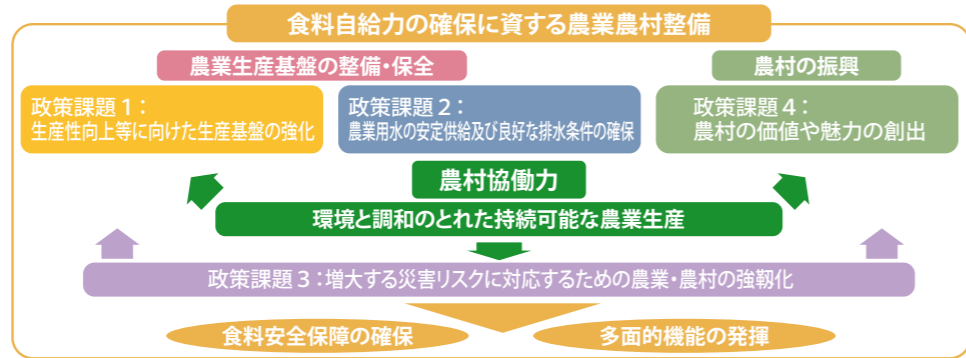 食料自給力の確保に資する農業農村整備
農業生産基盤の整備・保全
農村の振興
政策課題1：
生産性向上等に向けた生産基盤の強化
政策課題2：
農業用水の安定供給及び良好な排水条件の確保
政策課題4：
農村の価値や魅力の創出
農村協働力
環境と調和のとれた持続可能な農業生産
政策課題3：増大する災害リスクに対応するための農業・農村の強靱化
食料安全保障の確保
多面的機能の発揮